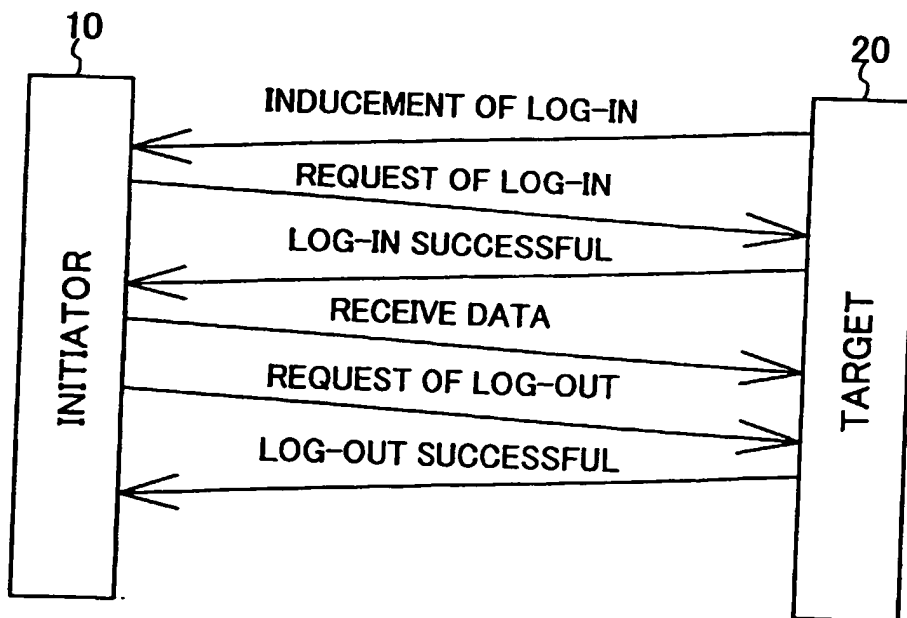 10
20
INDUCEMENT OF LOG-IN
REQUEST OF LOG-IN
LOG-IN SUCCESSFUL
RECEIVE DATA
REQUEST OF LOG-OUT
LOG-OUT SUCCESSFUL
INITIATOR
TARGET